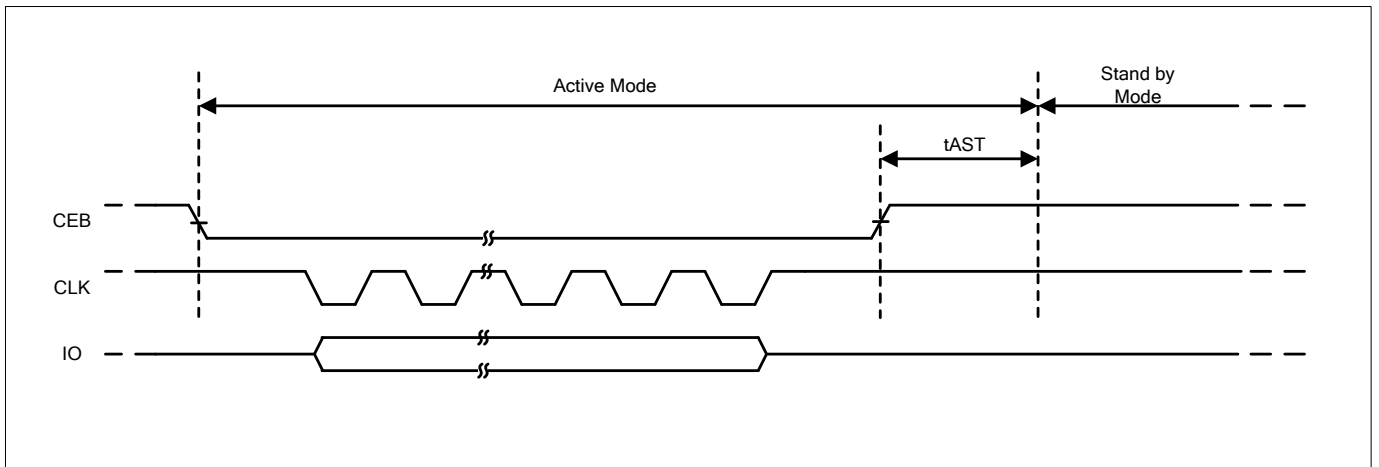 Active Mode
Stand by
Mode
tAST
CEB
CLK
IO